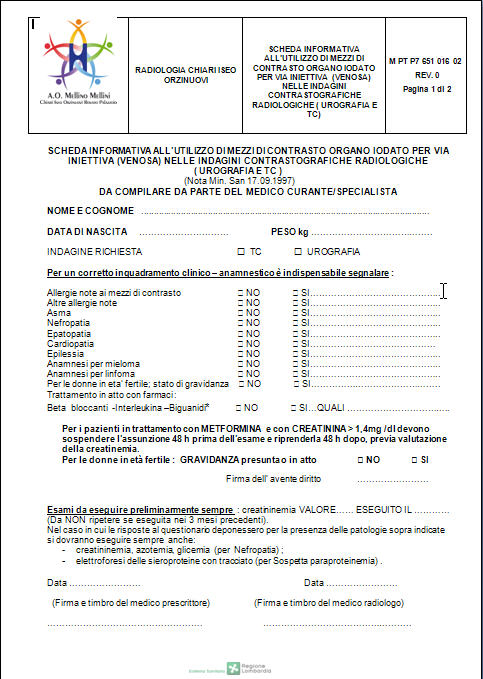 A.O. Mellino Mellini
Chiari Iseo Orzinuovi Rovato Palazzolo
RADIOLOGIA CHIARI ISEO
ORZINUOVI
SCHEDA INFORMATIVA
ALL'UTILIZZO DI MEZZI DI
CONTRASTO ORGANO IODATO
PER VIA INIETTIVA (VENOSA)
NELLE INDAGINI
CONTRASTOGRAFICHE
RADIOLOGICHE ( UROGRAFIA E
TC)
M PT P7 651 016 02
REV. 0
Pagina 1 di 2
SCHEDA INFORMATIVA ALL'UTILIZZO DI MEZZI DI CONTRASTO ORGANO IODATO PER VIA
INIETTIVA (VENOSA) NELLE INDAGINI CONTRASTOGRAFICHE RADIOLOGICHE
( UROGRAFIA E TC )
(Nota Min. San 17.09.1997)
DA COMPILARE DA PARTE DEL MEDICO CURANTE/SPECIALISTA
NOME E COGNOME ..........................................................................................................
DATA DI NASCITA ................................ PESO kg ...........................................
INDAGINE RICHIESTA □ TC □ UROGRAFIA
Per un corretto inquadramento clinico – anamnestico è indispensabile segnalare :
Allergie note ai mezzi di contrasto □ NO □ SI..............................................
Altre allergie note □ NO □ SI..............................................
Asma □ NO □ SI..............................................
Nefropatia □ NO □ SI..............................................
Epatopatia □ NO □ SI..............................................
Cardiopatia □ NO □ SI..............................................
Epilessia □ NO □ SI..............................................
Anamnesi per mieloma □ NO □ SI..............................................
Anamnesi per linfoma □ NO □ SI..............................................
Per le donne in eta' fertile; stato di gravidanza □ NO □ SI..............................................
Trattamento in atto con farmaci:
Beta bloccanti -Interleukina –Biguanidi* □ NO □ SI...QUALI .....................................
Per i pazienti in trattamento con METFORMINA e con CREATININA > 1,4mg /dl devono
sospendere l'assunzione 48 h prima dell'esame e riprenderla 48 h dopo, previa valutazione
della creatinemia.
Per le donne in età fertile : GRAVIDANZA presunta o in atto □ NO □ SI
Firma dell' avente diritto .........................
Esami da eseguire preliminarmente sempre : creatininemia VALORE...... ESEGUITO IL ............
(Da NON ripetere se eseguita nei 3 mesi precedenti).
Nel caso in cui le risposte al questionario deponessero per la presenza delle patologie sopra indicate
si dovranno eseguire sempre anche:
- creatininemia, azotemia, glicemia (per Nefropatia) ;
- elettroforesi delle sieroproteine con tracciato (per Sospetta paraproteinemia) .
Data .......................... Data ..........................
(Firma e timbro del medico prescrittore) (Firma e timbro del medico radiologo)
........................................................ ......................................................
Sistema Sanitario Regione
Lombardia